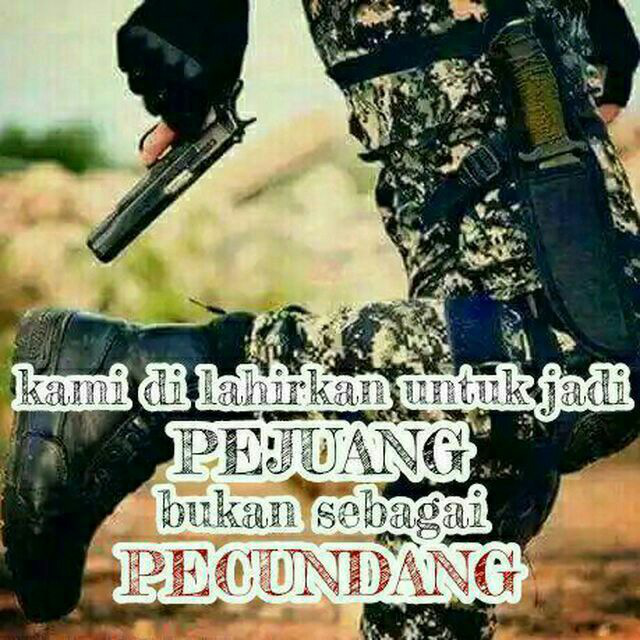 kami di lahirkan untuk jadi
PEJUANG
bukan sebagai
PECUNDANG